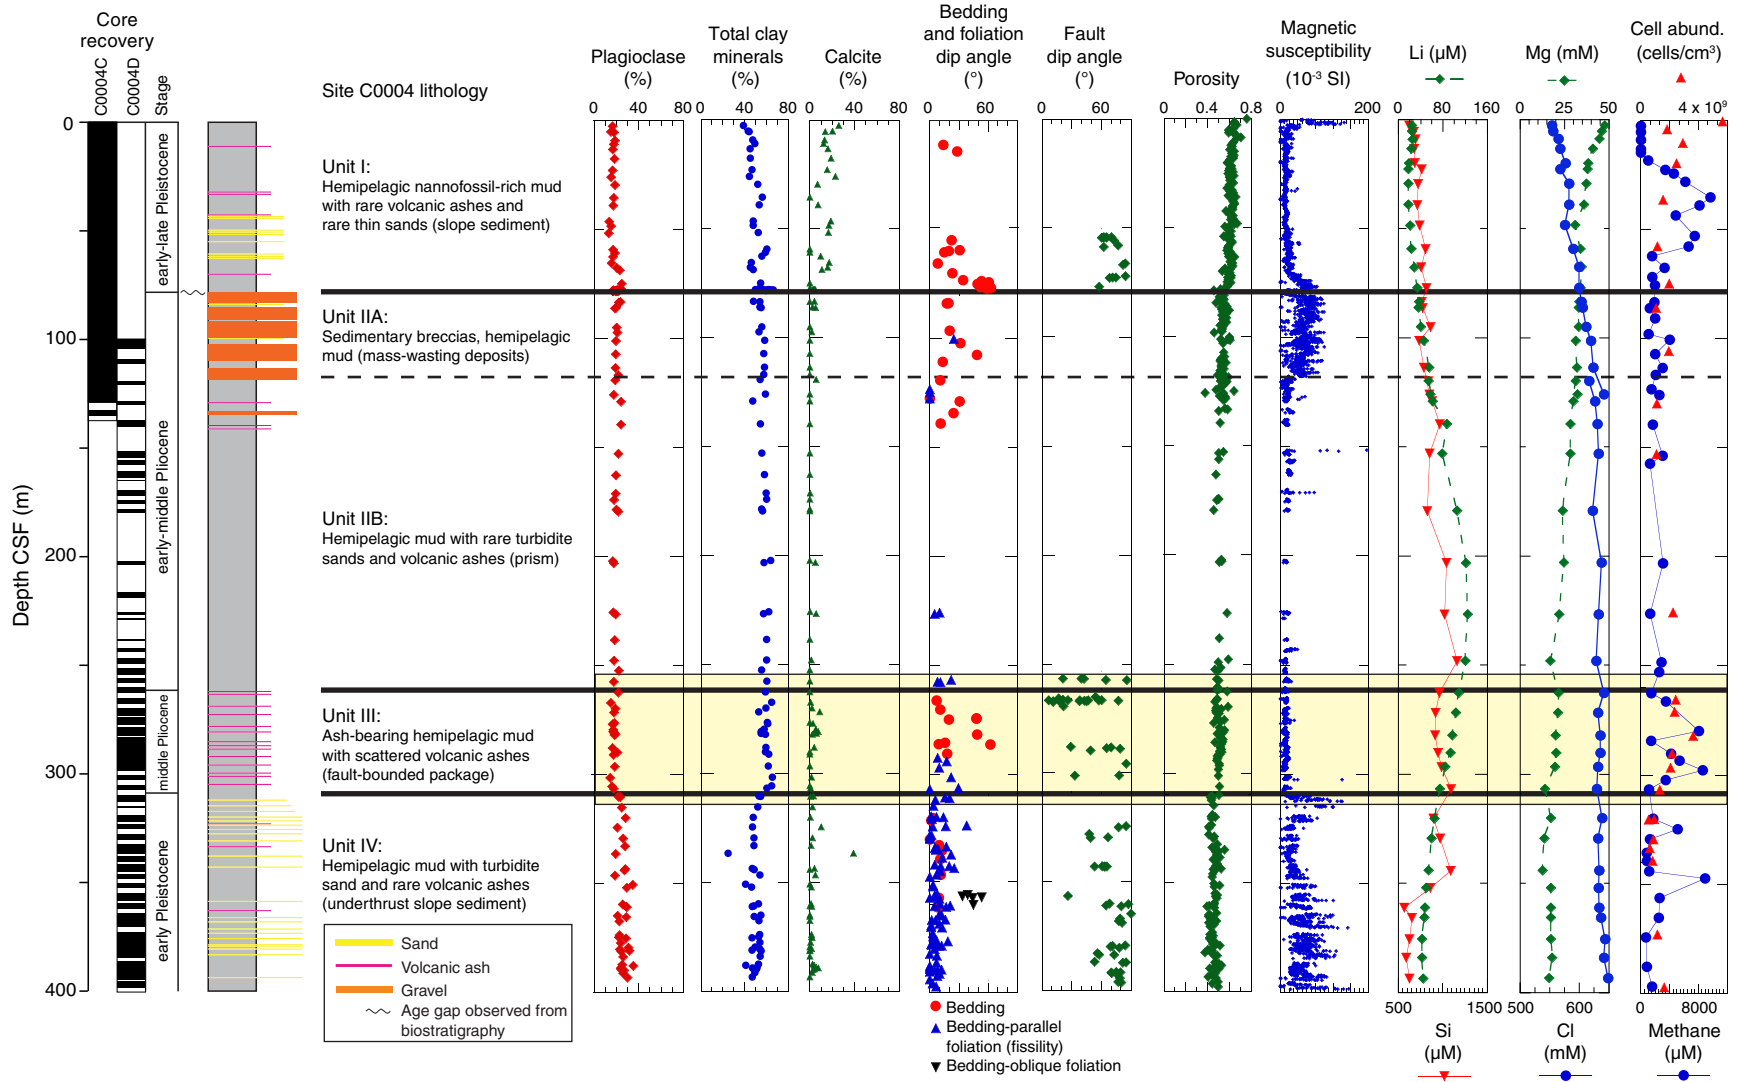 Core
recovery
C0004C
C0004D
Stage
Site C0004 lithology
Plagioclase
(%)
Total clay
minerals
(%)
Calcite
(%)
Bedding
and foliation
dip angle
(°)
Fault
dip angle
(°)
Porosity
Magnetic
susceptibility
(10-³ SI)
Li (µM)
Mg (mM)
Cell abund.
(cells/cm³)
0 40 80
0 40 80
0 40 80
0 60
0 60
0 0.4 0.8
0 200
0 80 160
0 25 50
0 4 x 10⁹
Depth CSF (m)
0
100
200
300
400
early-late Pleistocene
early-middle Pliocene
middle Pliocene
early Pleistocene
Unit I:
Hemipelagic nannofossil-rich mud
with rare volcanic ashes and
rare thin sands (slope sediment)
Unit IIA:
Sedimentary breccias, hemipelagic
mud (mass-wasting deposits)
Unit IIB:
Hemipelagic mud with rare turbidite
sands and volcanic ashes (prism)
Unit III:
Ash-bearing hemipelagic mud
with scattered volcanic ashes
(fault-bounded package)
Unit IV:
Hemipelagic mud with turbidite
sand and rare volcanic ashes
(underthrust slope sediment)
Sand
Volcanic ash
Gravel
Age gap observed from
biostratigraphy
Bedding
Bedding-parallel
foliation (fissility)
Bedding-oblique foliation
500 1500
Si
(µM)
500 600
Cl
(mM)
0 8000
Methane
(µM)